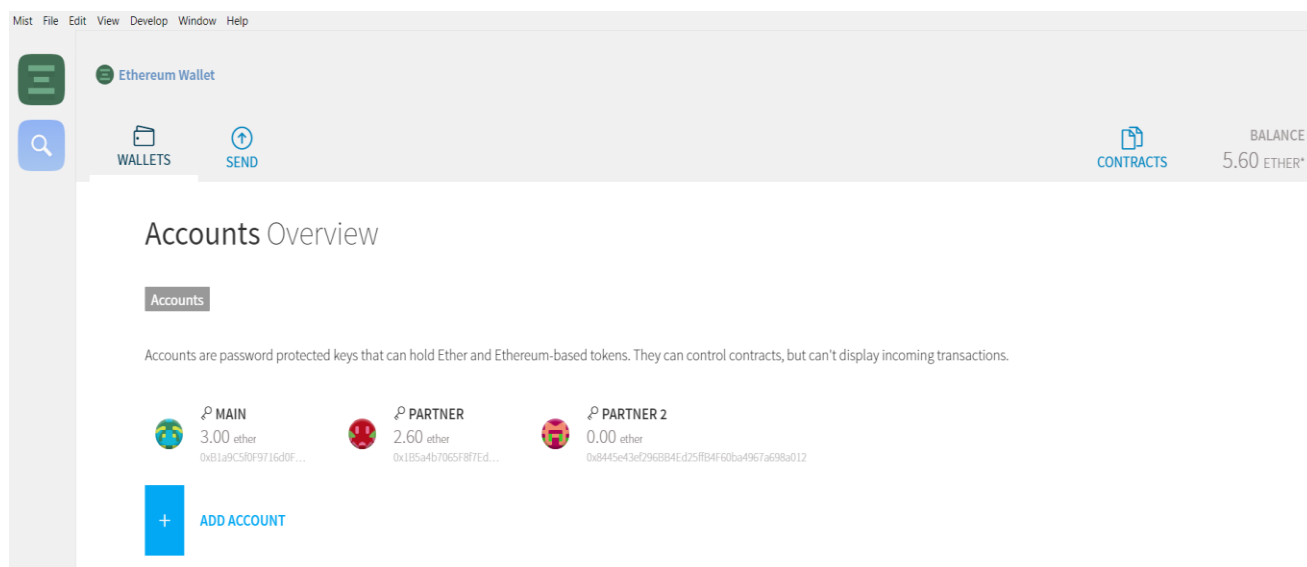 Mist File Edit View Develop Window Help
Ethereum Wallet
WALLETS SEND CONTRACTS BALANCE
5.60 ETHER*
Accounts Overview
Accounts
Accounts are password protected keys that can hold Ether and Ethereum-based tokens. They can control contracts, but can't display incoming transactions.
MAIN PARTNER PARTNER 2
3.00 ether 2.60 ether 0.00 ether
0xB1a9C5f0F9716d0F... 0x1B5a4b7065F8f7Ed... 0x8445e43ef296BB4Ed25ffB4F60ba4967a698a012
+ ADD ACCOUNT